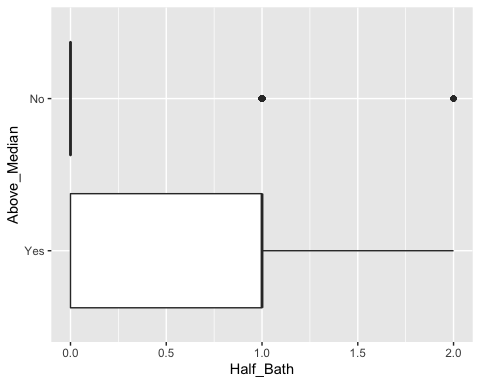 Above_Median
No
Yes
0.0 0.5 1.0 1.5 2.0
Half_Bath